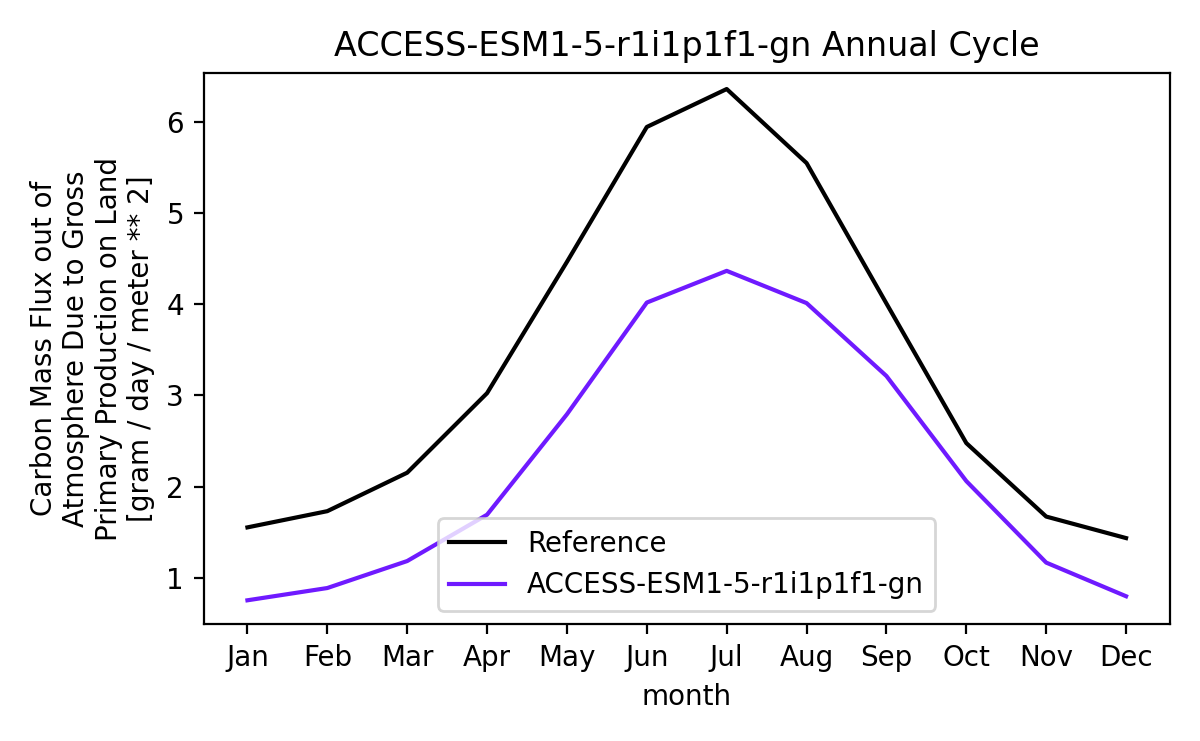 ACCESS-ESM1-5-r1i1p1f1-gn Annual Cycle
Carbon Mass Flux out of
Atmosphere Due to Gross
Primary Production on Land
[gram / day / meter ** 2]
6
5
4
3
2
1
Reference
ACCESS-ESM1-5-r1i1p1f1-gn
Jan Feb Mar Apr May Jun Jul Aug Sep Oct Nov Dec
month